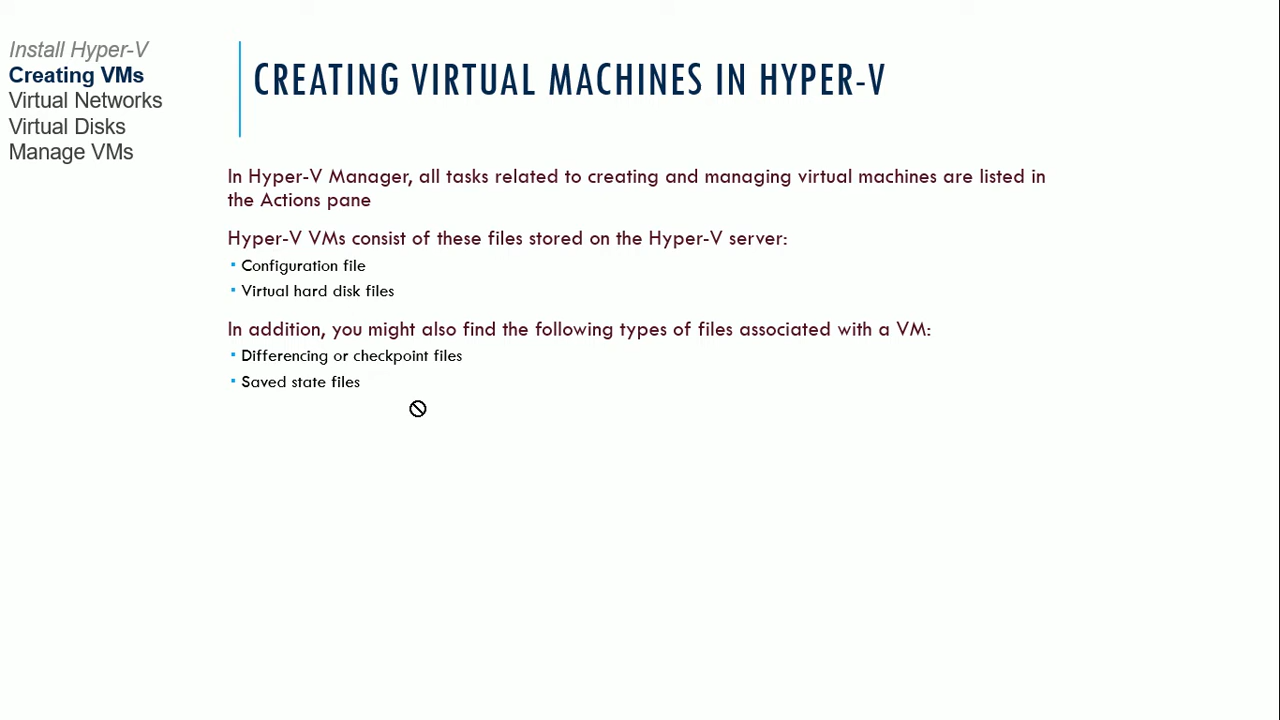 Install Hyper-V
Creating VMs
Virtual Networks
Virtual Disks
Manage VMs
CREATING VIRTUAL MACHINES IN HYPER-V
In Hyper-V Manager, all tasks related to creating and managing virtual machines are listed in
the Actions pane
Hyper-V VMs consist of these files stored on the Hyper-V server:
▪ Configuration file
▪ Virtual hard disk files
In addition, you might also find the following types of files associated with a VM:
▪ Differencing or checkpoint files
▪ Saved state files